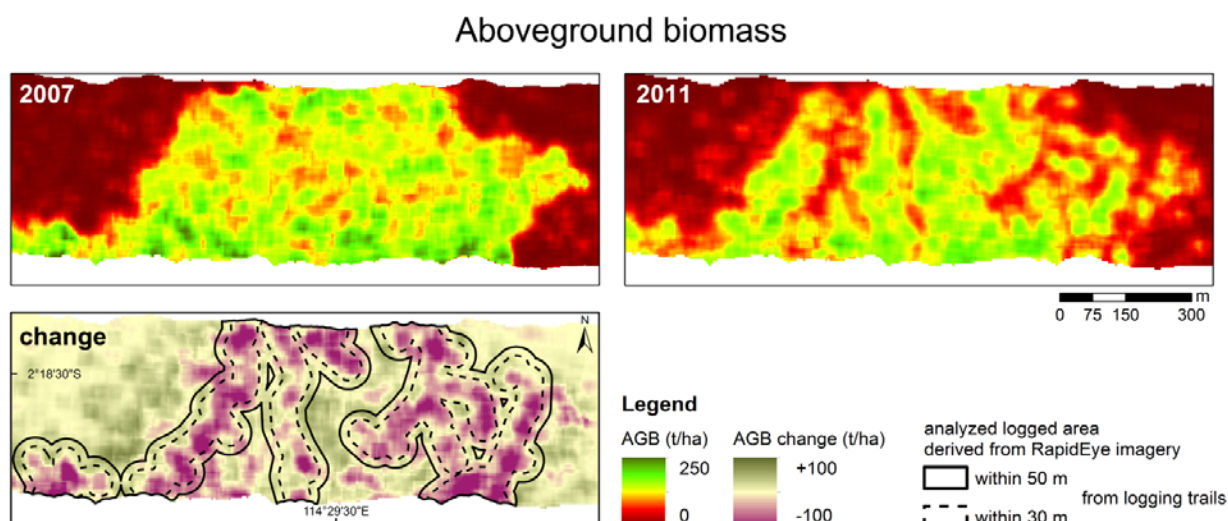 Aboveground biomass
2007
2011
m
0 75 150 300
change
N
2°18'30"S
114°29'30"E
Legend
AGB (t/ha)
250
0
AGB change (t/ha)
+100
-100
analyzed logged area
derived from RapidEye imagery
within 50 m
from logging trails
within 30 m